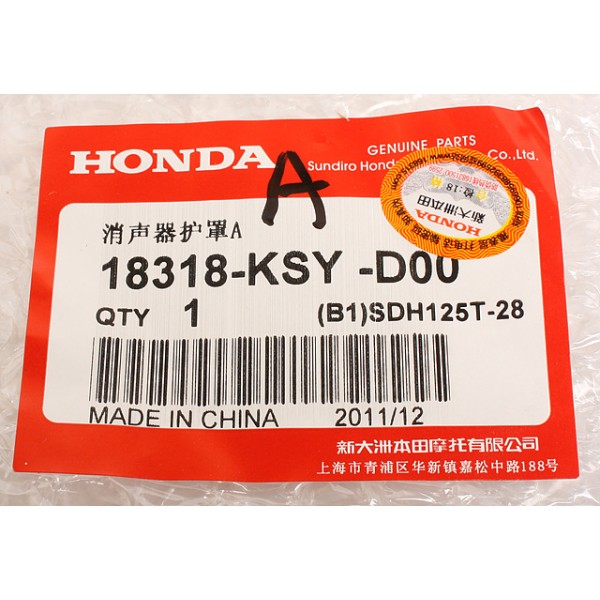 HONDA
GENUINE PARTS
Sundiro Hond Co.,Ltd.
A
新大洲本田
HONDA
消声器护罩A
18318-KSY -D00
QTY 1 (B1)SDH125T-28
MADE IN CHINA 2011/12
新大洲本田摩托有限公司
上海市青浦区华新镇嘉松中路188号